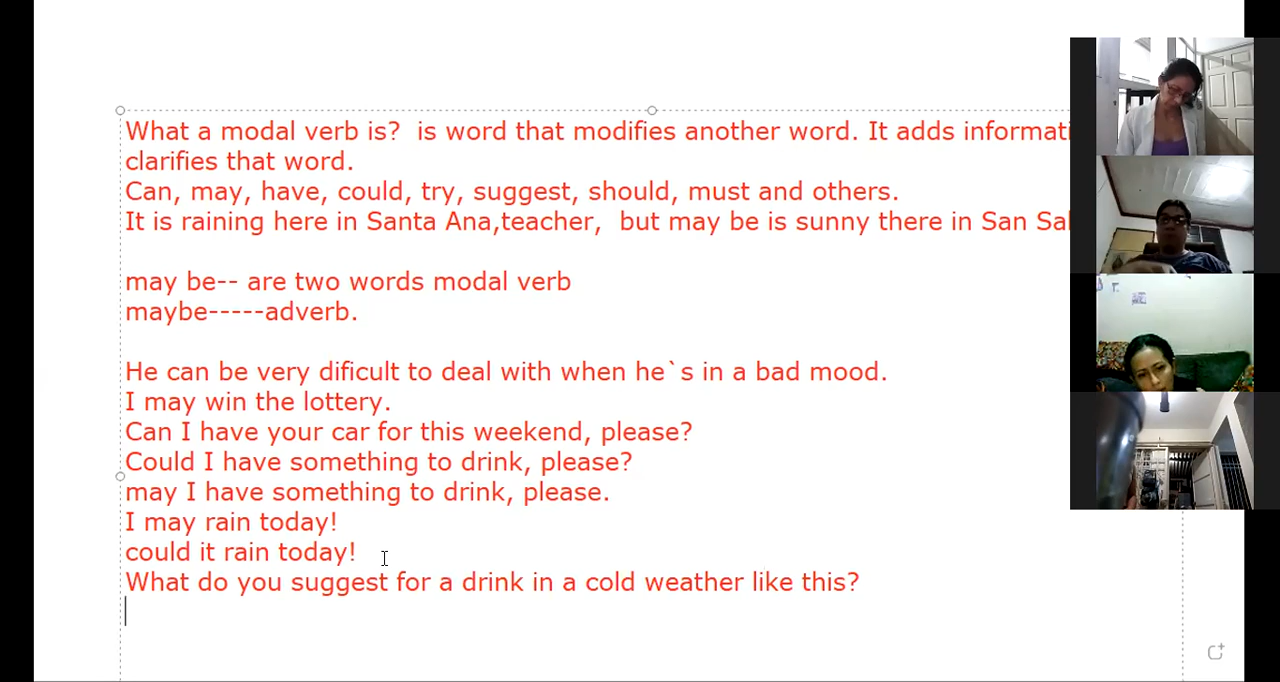 What a modal verb is?  is word that modifies another word. It adds
clarifies that word.
Can, may, have, could, try, suggest, should, must and others.
It is raining here in Santa Ana,teacher,  but may be is sunny there in San
may be-- are two words modal verb
maybe-----adverb.
He can be very dificult to deal with when he`s in a bad mood.
I may win the lottery.
Can I have your car for this weekend, please?
Could I have something to drink, please?
may I have something to drink, please.
I may rain today!
could it rain today!
What do you suggest for a drink in a cold weather like this?